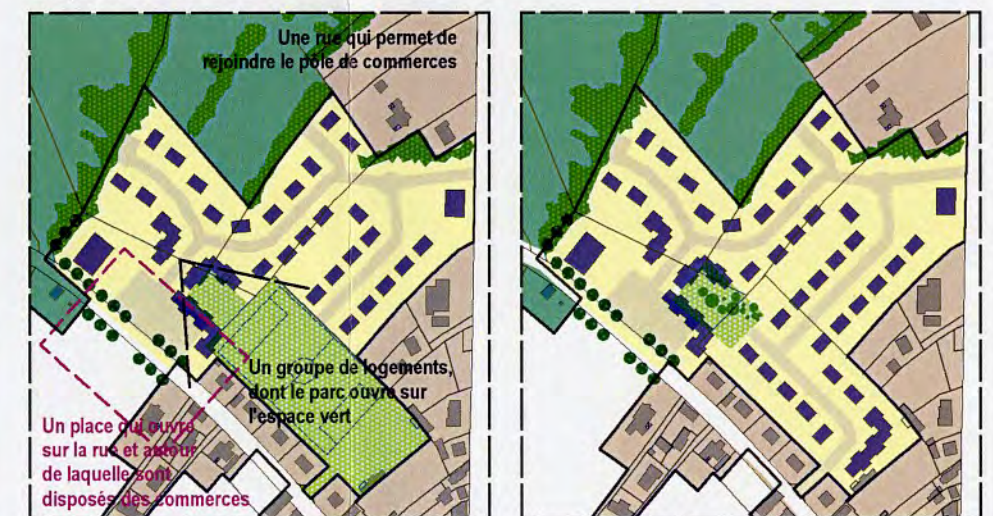 Une rue qui permet de
rejoindre le pôle de commerces
Un groupe de logements,
dont le parc ouvre sur
l'espace vert
Un place qui ouvre
sur la rue et autour
de laquelle sont
disposés des commerces